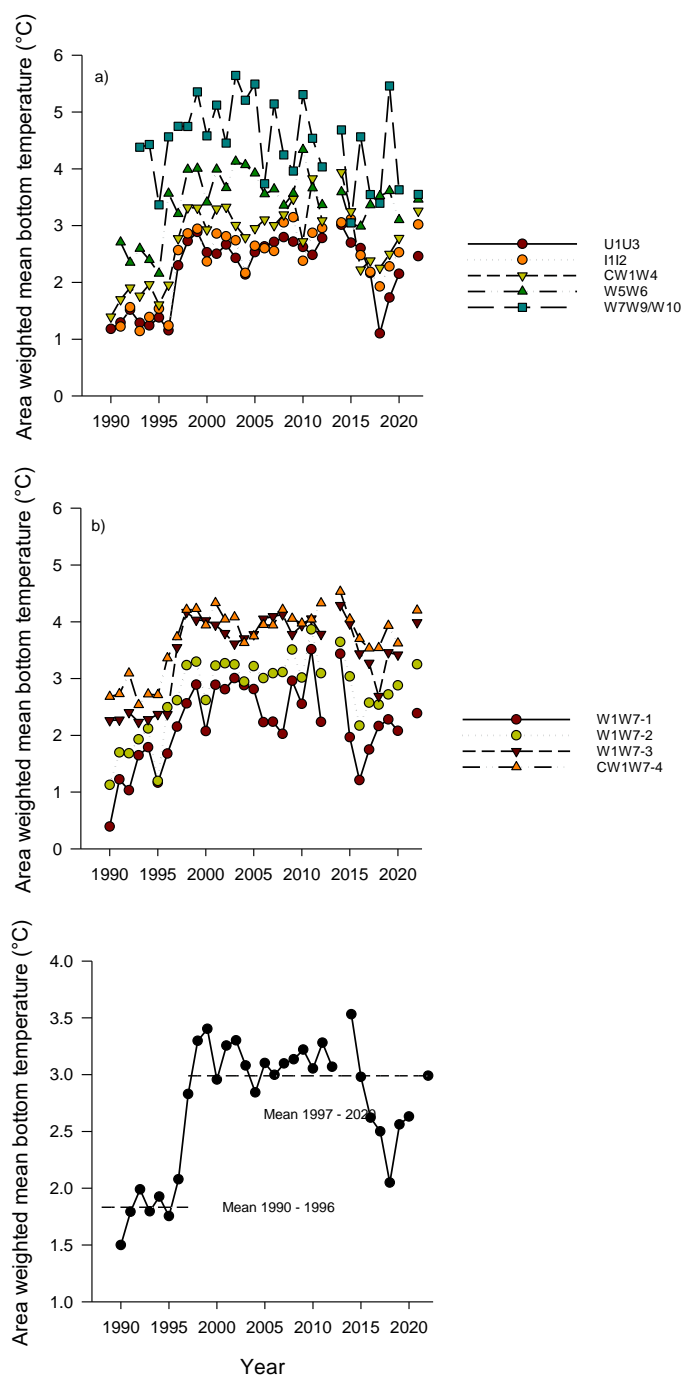 Area weighted mean bottom temperature (°C)
6
5
4
3
2
1
0
a)
1990 1995 2000 2005 2010 2015 2020
U1U3
I1I2
CW1W4
W5W6
W7W9/W10
Area weighted mean bottom temperature (°C)
6
5
4
3
2
1
0
b)
1990 1995 2000 2005 2010 2015 2020
W1W7-1
W1W7-2
W1W7-3
CW1W7-4
Area weighted mean bottom temperature (°C)
4.0
3.5
3.0
2.5
2.0
1.5
1.0
Mean 1997 - 2020
Mean 1990 - 1996
1990 1995 2000 2005 2010 2015 2020
Year